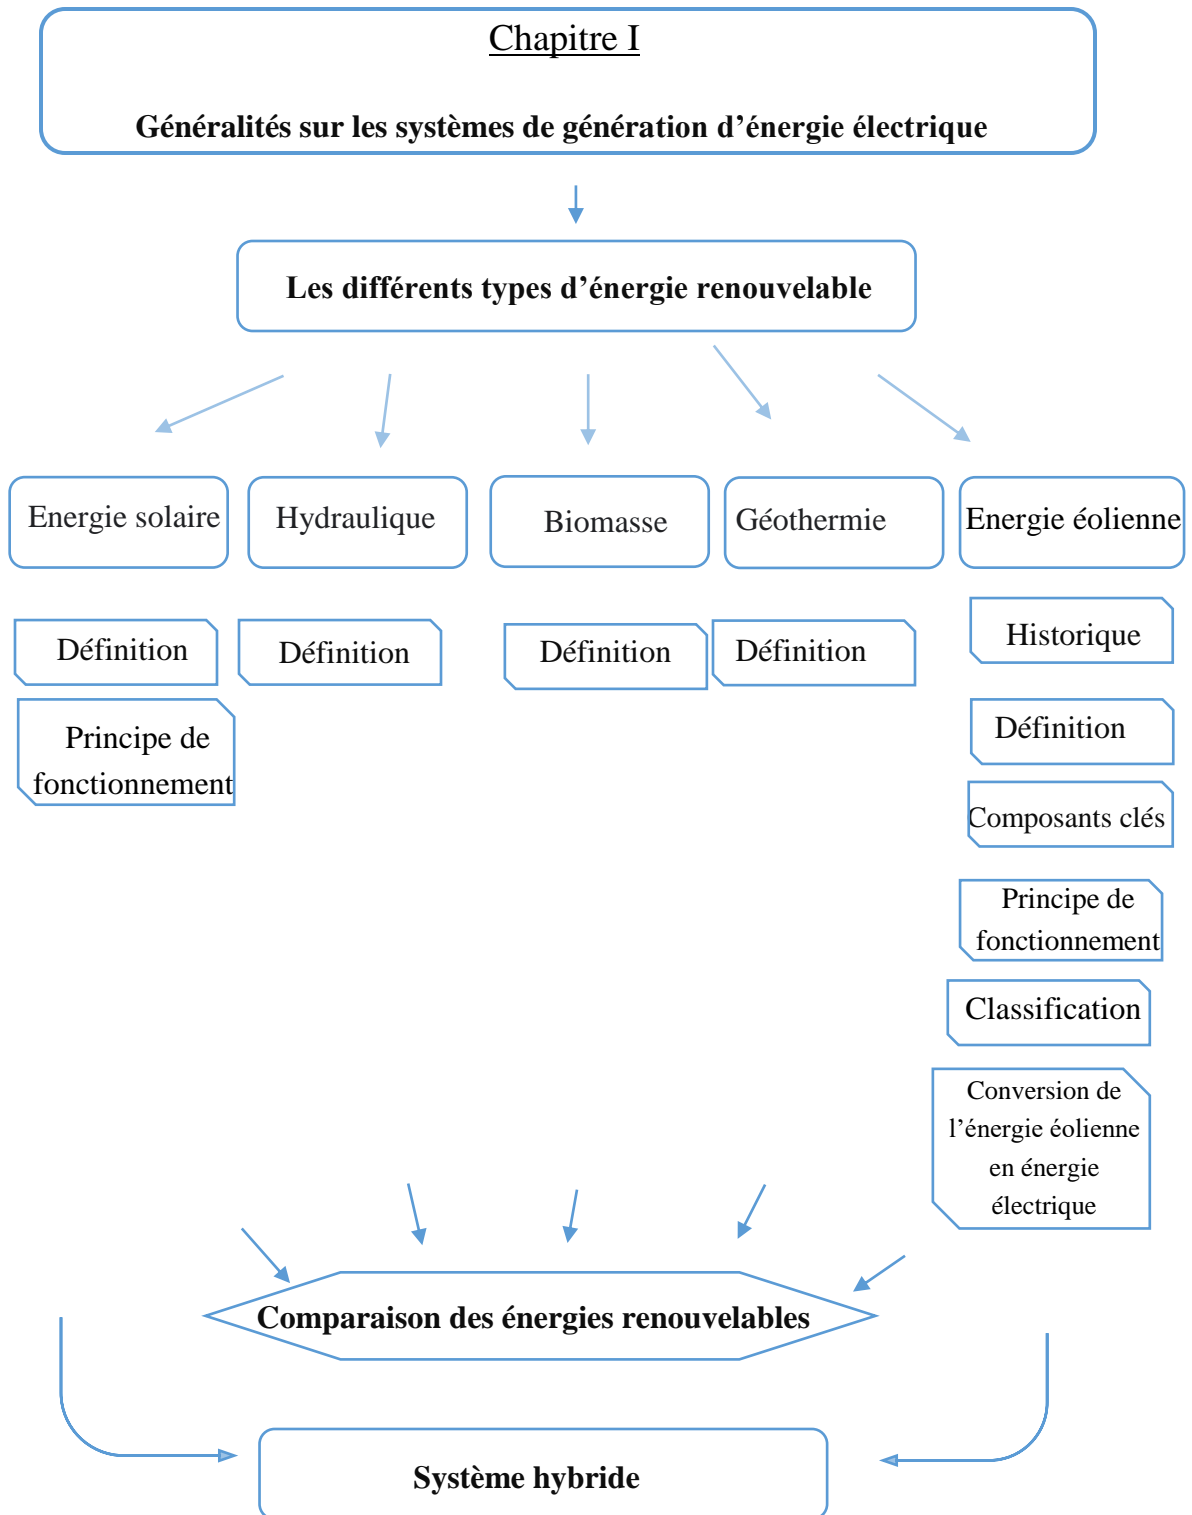 Chapitre I
Généralités sur les systèmes de génération d’énergie électrique
Les différents types d’énergie renouvelable
Energie solaire
Hydraulique
Biomasse
Géothermie
Energie éolienne
Définition
Principe de
fonctionnement
Définition
Définition
Définition
Historique
Définition
Composants clés
Principe de
fonctionnement
Classification
Conversion de
l’énergie éolienne
en énergie
électrique
Comparaison des énergies renouvelables
Système hybride